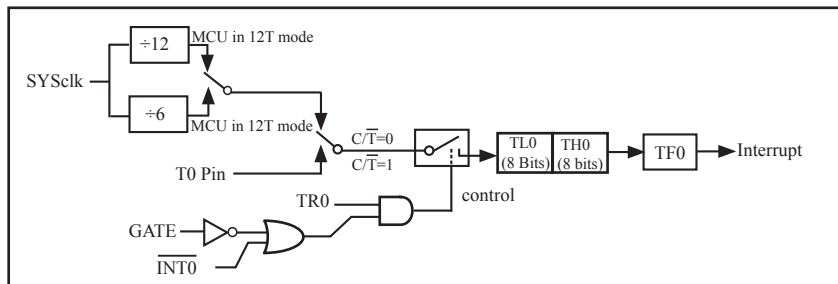 ÷12
MCU in 12T mode
SYSclk
÷6
MCU in 12T mode
C/T̅=0
C/T̅=1
T0 Pin
TL0
(8 Bits)
TH0
(8 bits)
TF0
Interrupt
TR0
control
GATE
I̅N̅T̅0̅